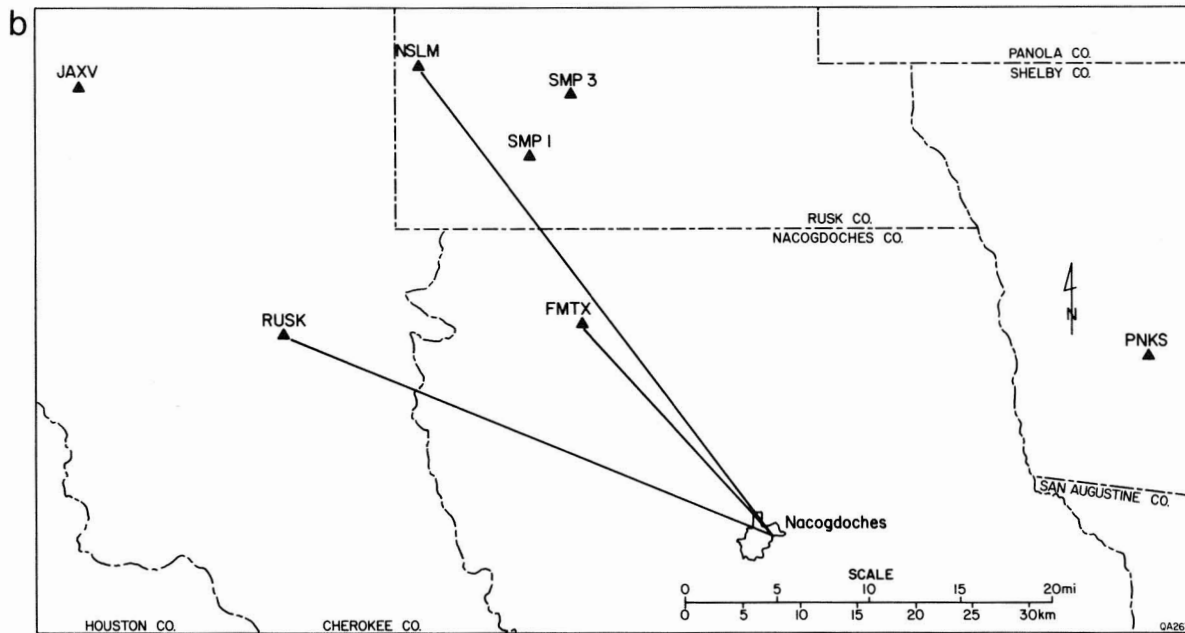 b
NSLM
PANOLA CO.
JAXV
SMP 3
SHELBY CO.
SMP 1
RUSK CO.
NACOGDOCHES CO.
FMTX
RUSK
N
PNKS
SAN AUGUSTINE CO.
Nacogdoches
SCALE
0 5 10 15 20mi
0 5 10 15 20 25 30km
HOUSTON CO. CHEROKEE CO.
QA26